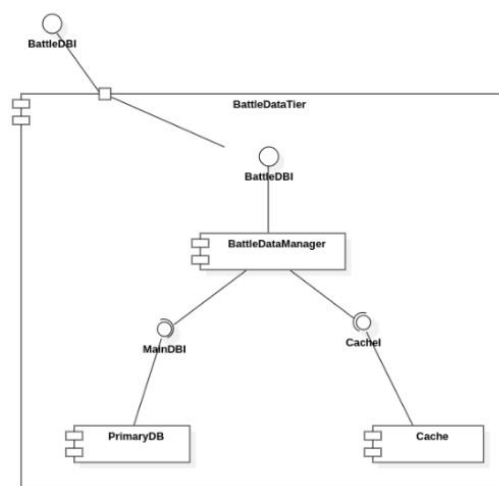 BattleDBI
BattleDataTier
BattleDBI
BattleDataManager
MainDBI
CacheI
PrimaryDB
Cache